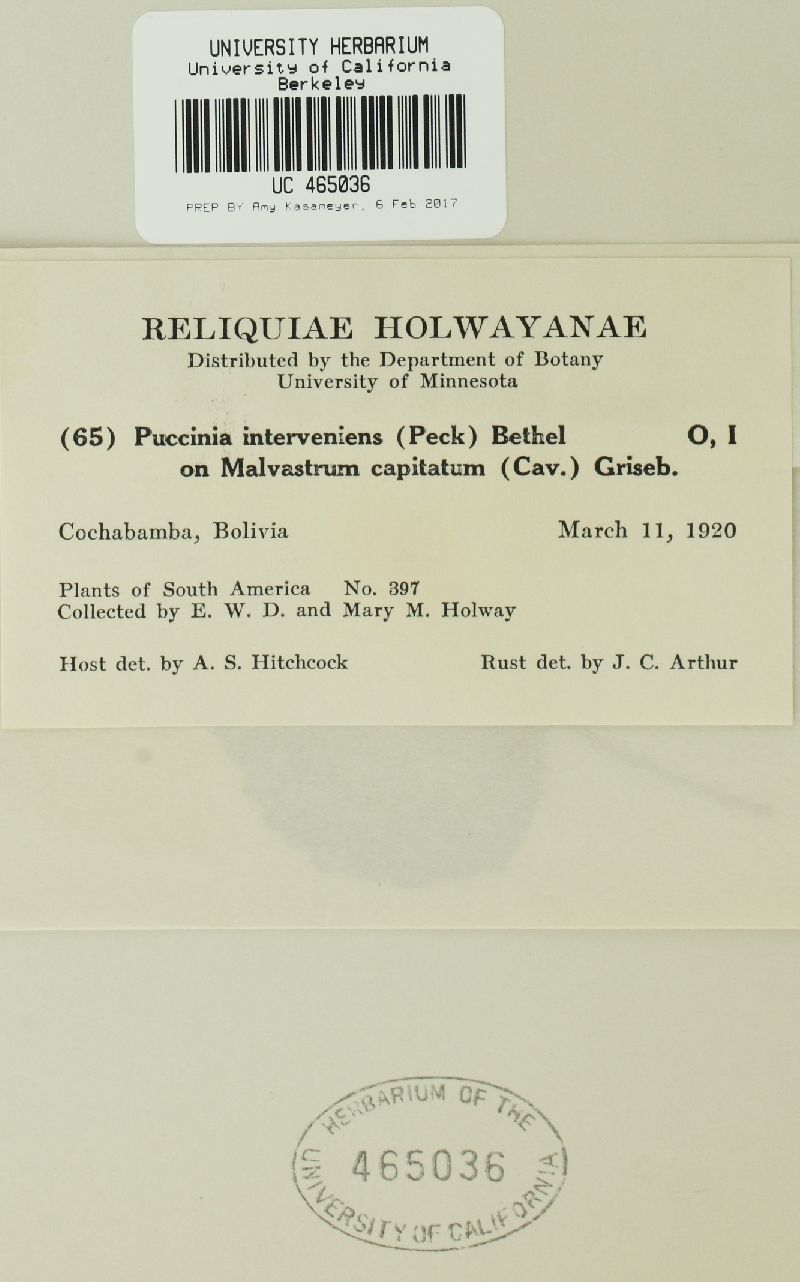 UNIVERSITY HERBARIUM
University of California
Berkeley
UC 465036
PREP BY Amy Kasameyer, 6 Feb 2017
RELIQUIAE HOLWAYANAE
Distributed by the Department of Botany
University of Minnesota
(65) Puccinia interveniens (Peck) Bethel O, I
on Malvastrum capitatum (Cav.) Griseb.
Cochabamba, Bolivia March 11, 1920
Plants of South America No. 397
Collected by E. W. D. and Mary M. Holway
Host det. by A. S. Hitchcock Rust det. by J. C. Arthur
HERBARIUM OF THE
465036
UNIVERSITY OF CALIFORNIA